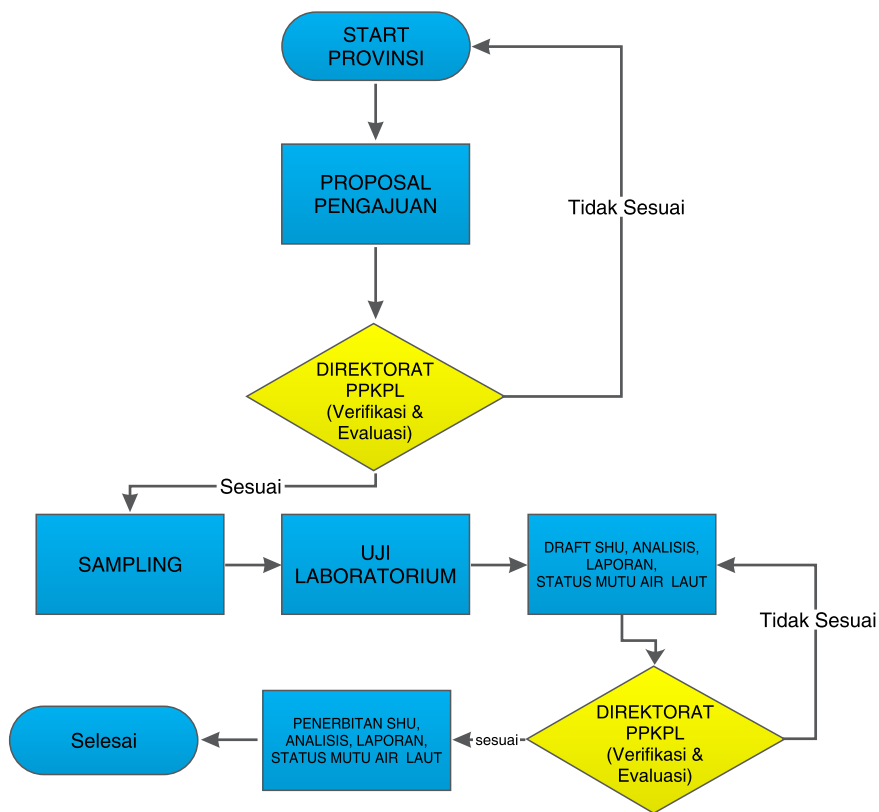 START
PROVINSI
PROPOSAL
PENGAJUAN
Tidak Sesuai
DIREKTORAT
PPKPL
(Verifikasi &
Evaluasi)
Sesuai
SAMPLING
UJI
LABORATORIUM
DRAFT SHU, ANALISIS,
LAPORAN,
STATUS MUTU AIR LAUT
Tidak Sesuai
DIREKTORAT
PPKPL
(Verifikasi &
Evaluasi)
sesuai
PENERBITAN SHU,
ANALISIS, LAPORAN,
STATUS MUTU AIR LAUT
Selesai